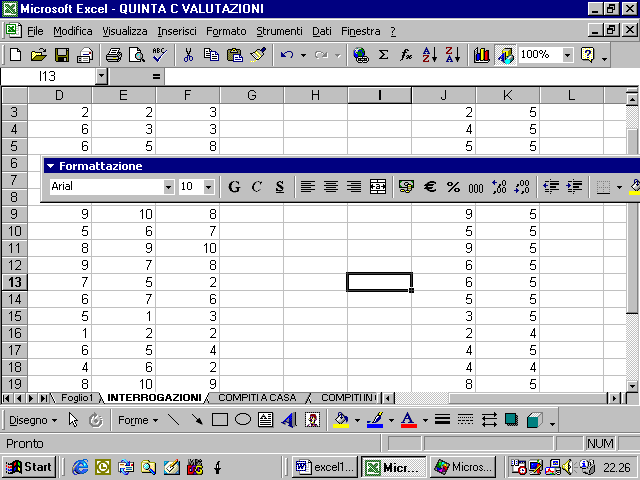 Microsoft Excel - QUINTA C VALUTAZIONI
File Modifica Visualizza Inserisci Formato Strumenti Dati Finestra ?
100%
I13 =
D E F G H I J K L
3 2 2 3 2 5
4 6 3 3 4 5
5 6 5 8 5 5
6 Formattazione
7 Arial 10 G C S € % 000
8
9 9 10 8 9 5
10 5 6 7 5 5
11 8 9 10 9 5
12 9 7 8 6 5
13 7 5 2 6 5
14 6 7 6 5 5
15 5 1 3 3 5
16 1 2 2 2 4
17 6 5 4 4 5
18 4 6 2 4 4
19 8 10 9 8 5
Foglio1 INTERROGAZIONI COMPITI A CASA COMPITI IN
Disegno Forme
Pronto NUM
Start excel1... Micr... Micros... 22.26